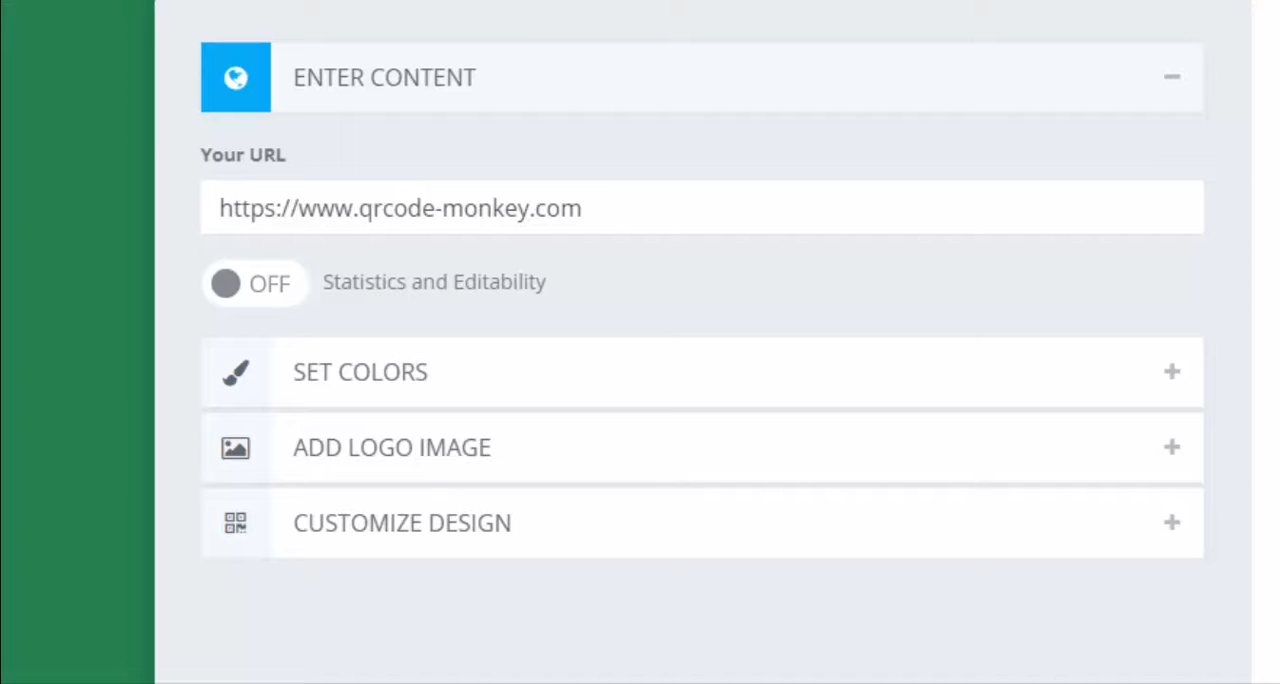 ENTER CONTENT
Your URL
https://www.qrcode-monkey.com
OFF Statistics and Editability
SET COLORS
ADD LOGO IMAGE
CUSTOMIZE DESIGN